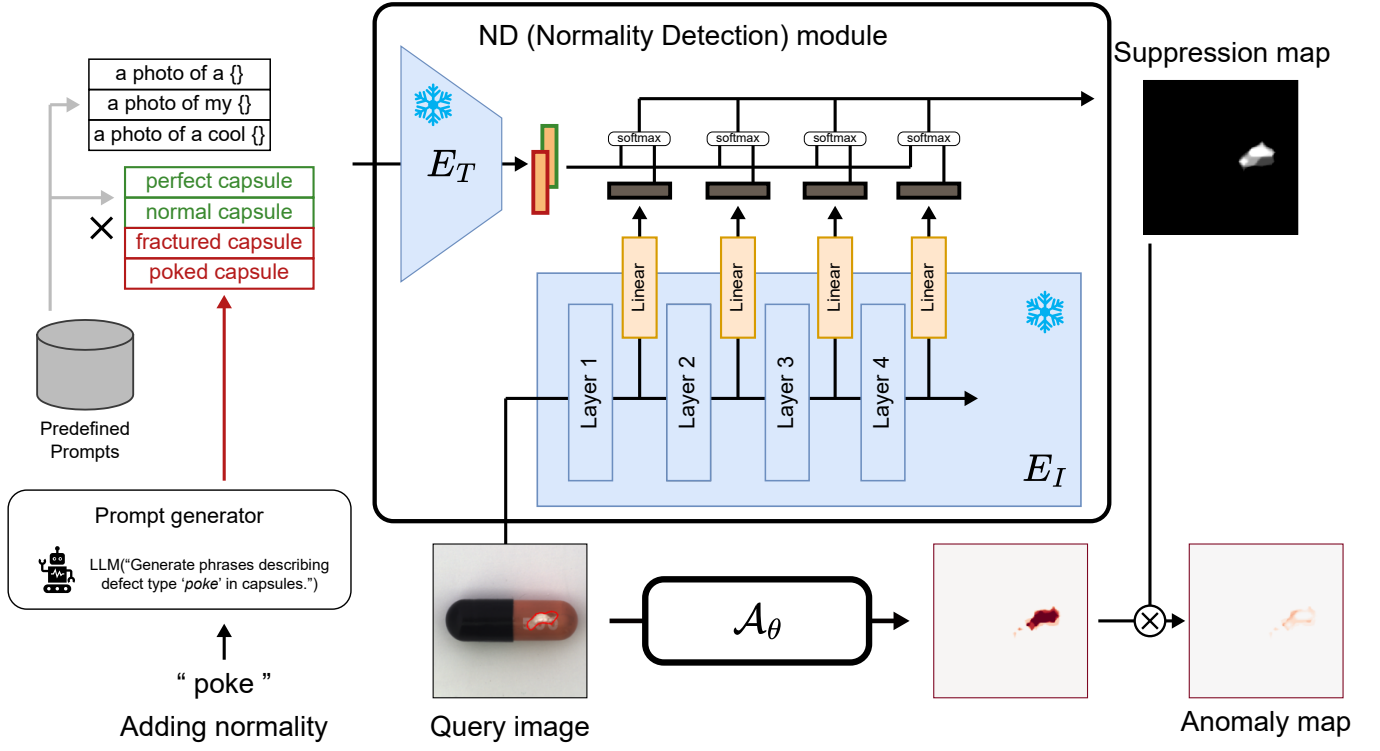 ND (Normality Detection) module
Suppression map
a photo of a {}
a photo of my {}
a photo of a cool {}
perfect capsule
normal capsule
fractured capsule
poked capsule
E_T
softmax
softmax
softmax
softmax
Linear
Linear
Linear
Linear
Layer 1
Layer 2
Layer 3
Layer 4
E_I
Predefined
Prompts
Prompt generator
LLM(“Generate phrases describing
defect type ‘poke’ in capsules.”)
“ poke ”
Adding normality
Query image
𝒜_θ
Anomaly map